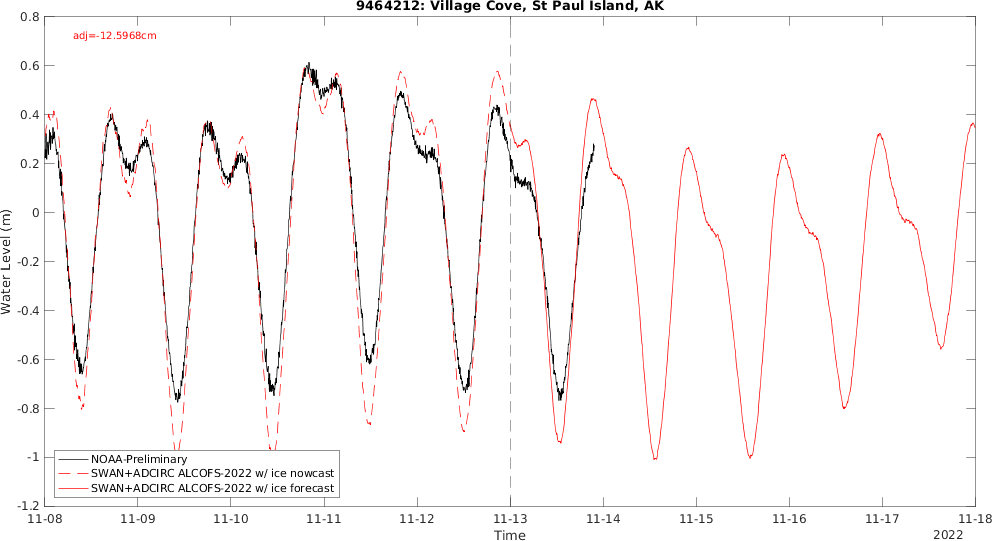 9464212: Village Cove, St Paul Island, AK
adj=-12.5968cm
Water Level (m)
0.8
0.6
0.4
0.2
0
-0.2
-0.4
-0.6
-0.8
-1
-1.2
NOAA-Preliminary
SWAN+ADCIRC ALCOFS-2022 w/ ice nowcast
SWAN+ADCIRC ALCOFS-2022 w/ ice forecast
11-08 11-09 11-10 11-11 11-12 11-13 11-14 11-15 11-16 11-17 11-18
Time
2022